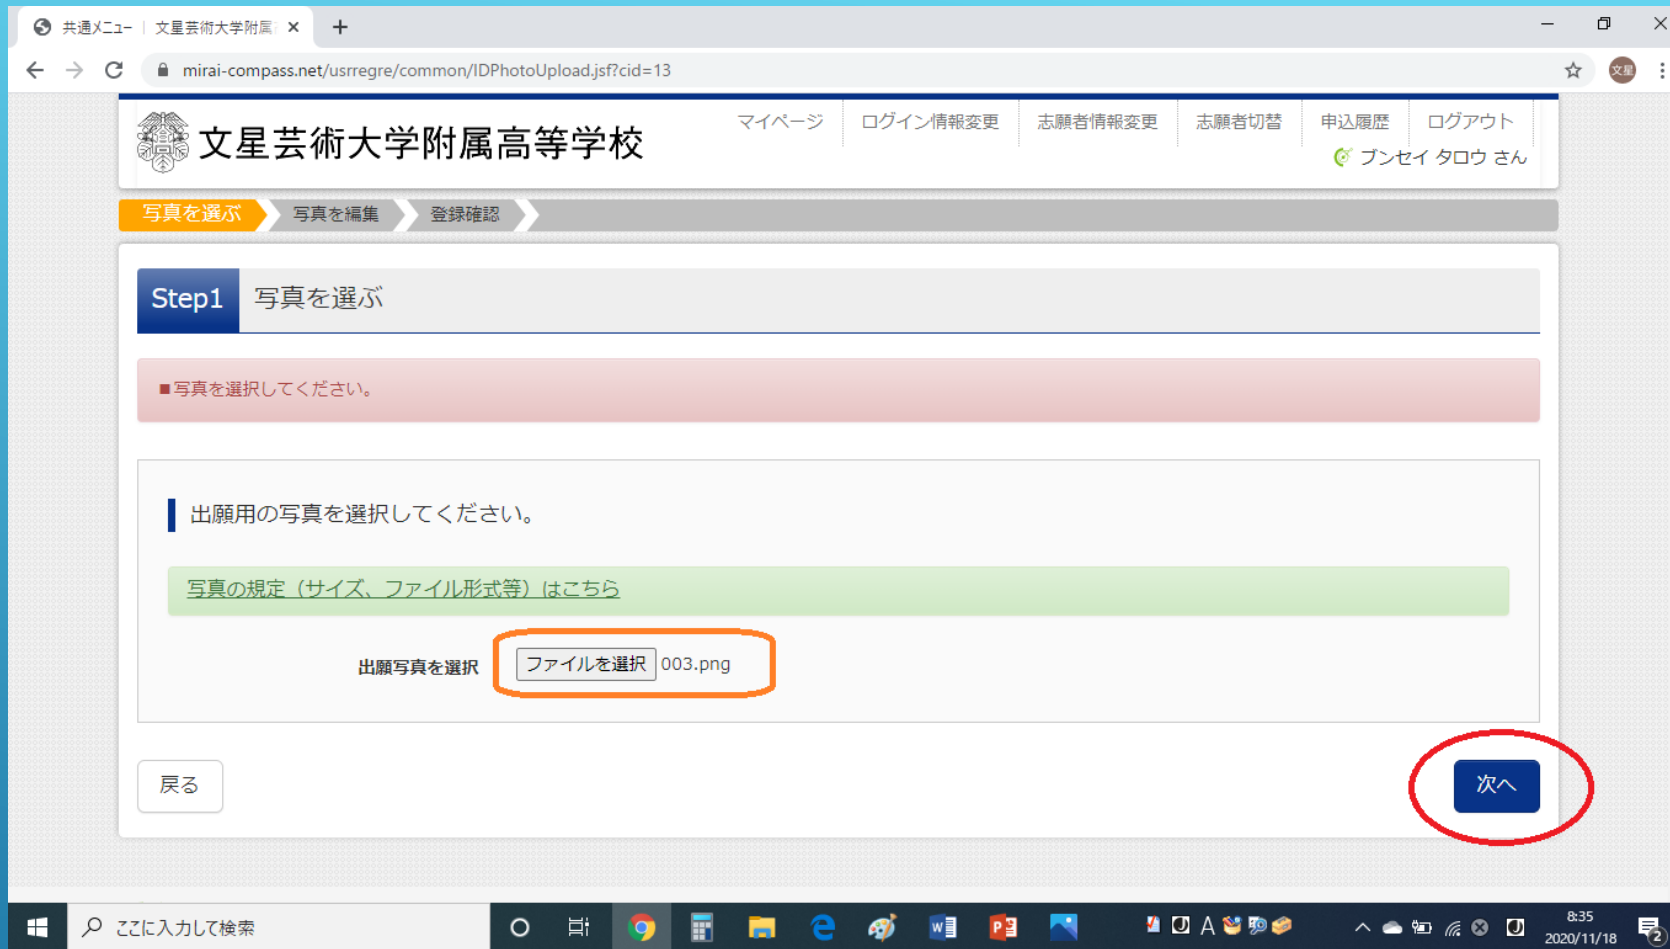 共通メニュー | 文星芸術大学附属
mirai-compass.net/usrregre/common/IDPhotoUpload.jsf?cid=13
文星
文星芸術大学附属高等学校
マイページ
ログイン情報変更
志願者情報変更
志願者切替
申込履歴
ログアウト
ブンセイ タロウ さん
写真を選ぶ
写真を編集
登録確認
Step1 写真を選ぶ
■写真を選択してください。
出願用の写真を選択してください。
写真の規定（サイズ、ファイル形式等）はこちら
出願写真を選択 ファイルを選択 003.png
戻る
次へ
ここに入力して検索
A
8:35
2020/11/18
2